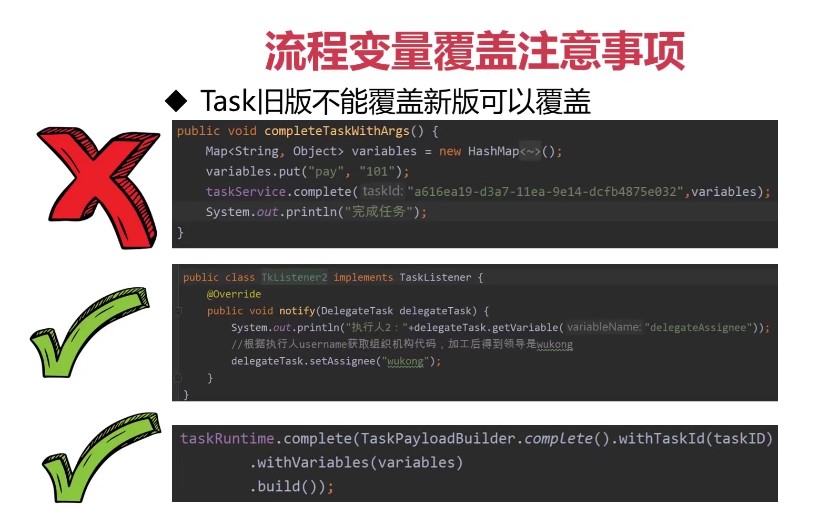 流程变量覆盖注意事项
◆ Task旧版不能覆盖新版可以覆盖
public void completeTaskWithArgs() {
Map<String, Object> variables = new HashMap<~>();
variables.put("pay", "101");
taskService.complete( taskId: "a616ea19-d3a7-11ea-9e14-dcfb4875e032",variables);
System.out.println("完成任务");
}
public class TkListener2 implements TaskListener {
@Override
public void notify(DelegateTask delegateTask) {
System.out.println("执行人2："+delegateTask.getVariable( variableName: "delegateAssignee"));
//根据执行人username获取组织机构代码，加工后得到领导是wukong
delegateTask.setAssignee("wukong");
}
}
taskRuntime.complete(TaskPayloadBuilder.complete().withTaskId(taskID)
.withVariables(variables)
.build());